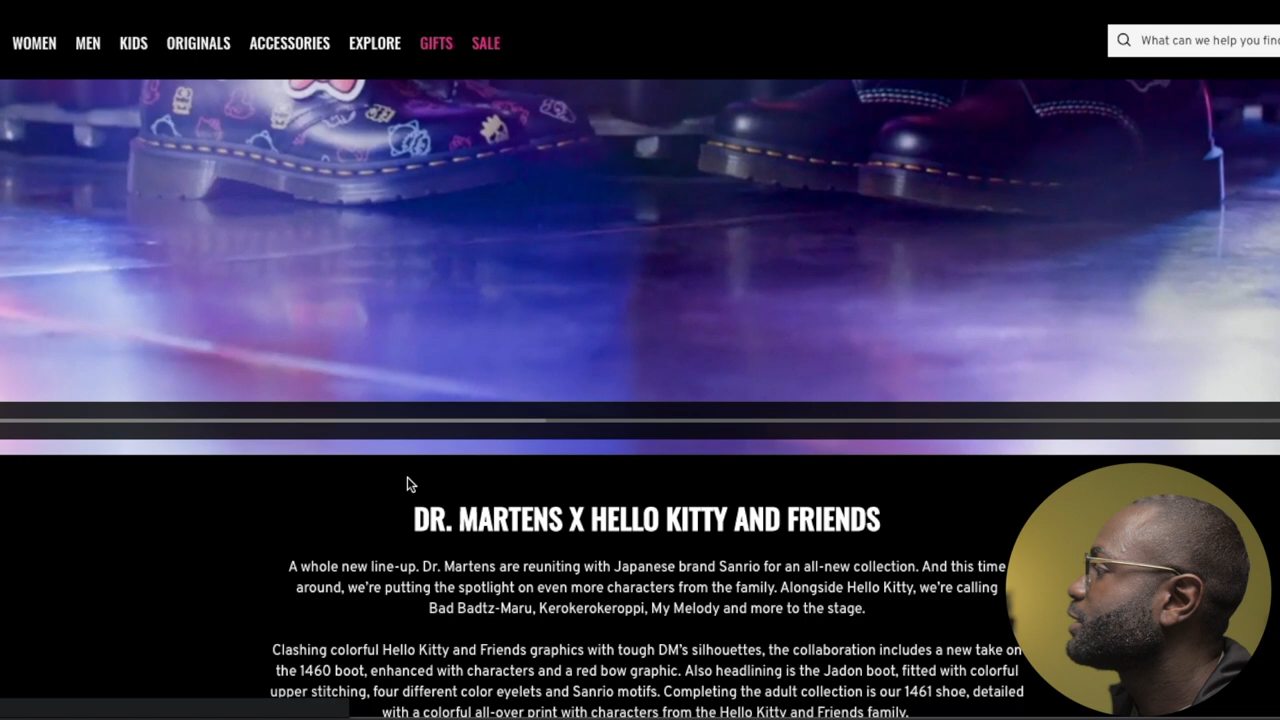 WOMEN MEN KIDS ORIGINALS ACCESSORIES EXPLORE GIFTS SALE
What can we help you find
DR. MARTENS X HELLO KITTY AND FRIENDS
A whole new line-up. Dr. Martens are reuniting with Japanese brand Sanrio for an all-new collection. And this time
around, we're putting the spotlight on even more characters from the family. Alongside Hello Kitty, we're calling
Bad Badtz-Maru, Kerokerokeroppi, My Melody and more to the stage.
Clashing colorful Hello Kitty and Friends graphics with tough DM's silhouettes, the collaboration includes a new take on
the 1460 boot, enhanced with characters and a red bow graphic. Also headlining is the Jadon boot, fitted with colorful
upper stitching, four different color eyelets and Sanrio motifs. Completing the adult collection is our 1461 shoe, detailed
with a colorful all-over print with characters from the Hello Kitty and Friends family.